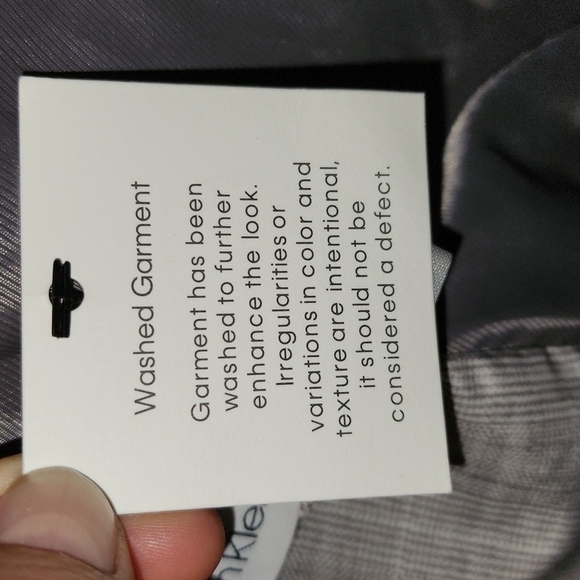 Washed Garment
Garment has been
washed to further
enhance the look.
Irregularities or
variations in color and
texture are intentional,
it should not be
considered a defect.